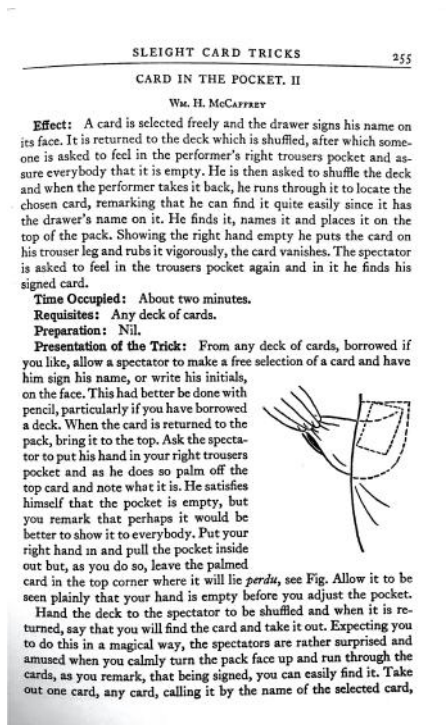 SLEIGHT CARD TRICKS 255
CARD IN THE POCKET. II
WM. H. MCCAFFREY
Effect: A card is selected freely and the drawer signs his name on
its face. It is returned to the deck which is shuffled, after which some-
one is asked to feel in the performer's right trousers pocket and as-
sure everybody that it is empty. He is then asked to shuffle the deck
and when the performer takes it back, he runs through it to locate the
chosen card, remarking that he can find it quite easily since it has
the drawer's name on it. He finds it, names it and places it on the
top of the pack. Showing the right hand empty he puts the card on
his trouser leg and rubs it vigorously, the card vanishes. The spectator
is asked to feel in the trousers pocket again and in it he finds his
signed card.
Time Occupied: About two minutes.
Requisites: Any deck of cards.
Preparation: Nil.
Presentation of the Trick: From any deck of cards, borrowed if
you like, allow a spectator to make a free selection of a card and have
him sign his name, or write his initials,
on the face. This had better be done with
pencil, particularly if you have borrowed
a deck. When the card is returned to the
pack, bring it to the top. Ask the specta-
tor to put his hand in your right trousers
pocket and as he does so palm off the
top card and note what it is. He satisfies
himself that the pocket is empty, but
you remark that perhaps it would be
better to show it to everybody. Put your
right hand in and pull the pocket inside
out but, as you do so, leave the palmed
card in the top corner where it will lie perdu, see Fig. Allow it to be
seen plainly that your hand is empty before you adjust the pocket.
Hand the deck to the spectator to be shuffled and when it is re-
turned, say that you will find the card and take it out. Expecting you
to do this in a magical way, the spectators are rather surprised and
amused when you calmly turn the pack face up and run through the
cards, as you remark, that being signed, you can easily find it. Take
out one card, any card, calling it by the name of the selected card,